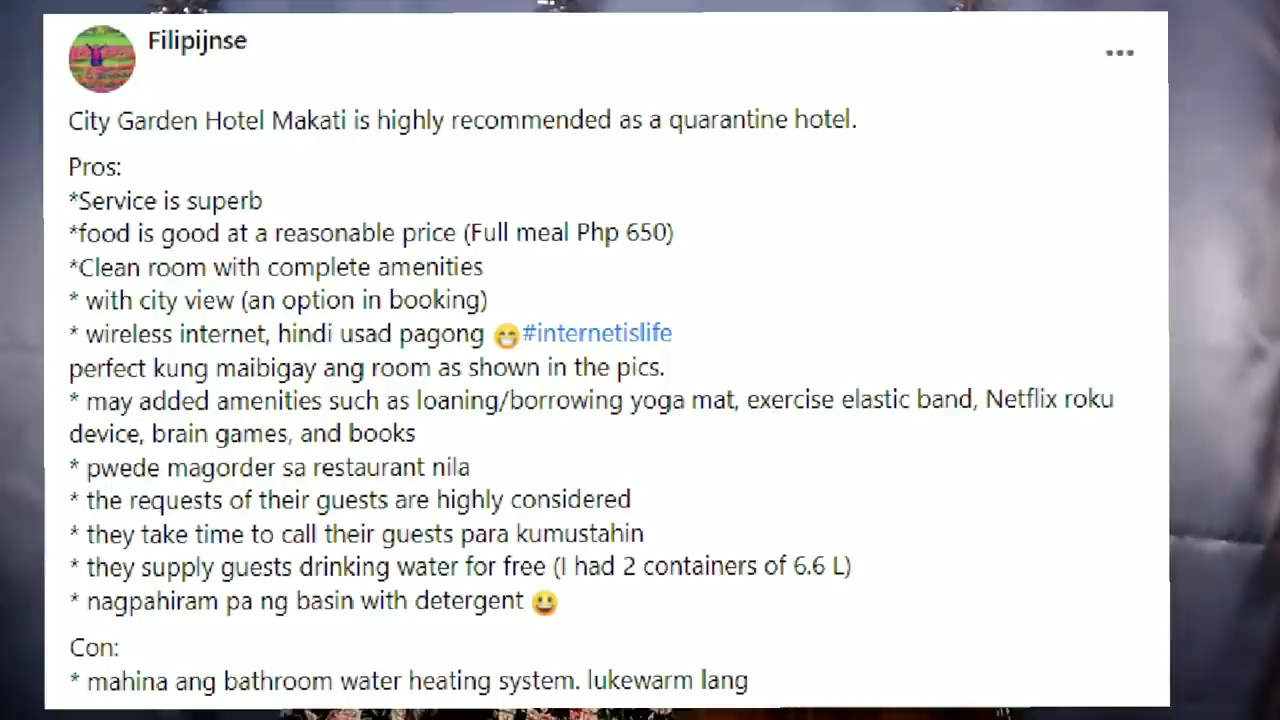 Filipijnse
City Garden Hotel Makati is highly recommended as a quarantine hotel.
Pros:
*Service is superb
*food is good at a reasonable price (Full meal Php 650)
*Clean room with complete amenities
* with city view (an option in booking)
* wireless internet, hindi usad pagong 😁#internetislife
perfect kung maibigay ang room as shown in the pics.
* may added amenities such as loaning/borrowing yoga mat, exercise elastic band, Netflix roku
device, brain games, and books
* pwede magorder sa restaurant nila
* the requests of their guests are highly considered
* they take time to call their guests para kumustahin
* they supply guests drinking water for free (I had 2 containers of 6.6 L)
* nagpahiram pa ng basin with detergent 😀
Con:
* mahina ang bathroom water heating system. lukewarm lang